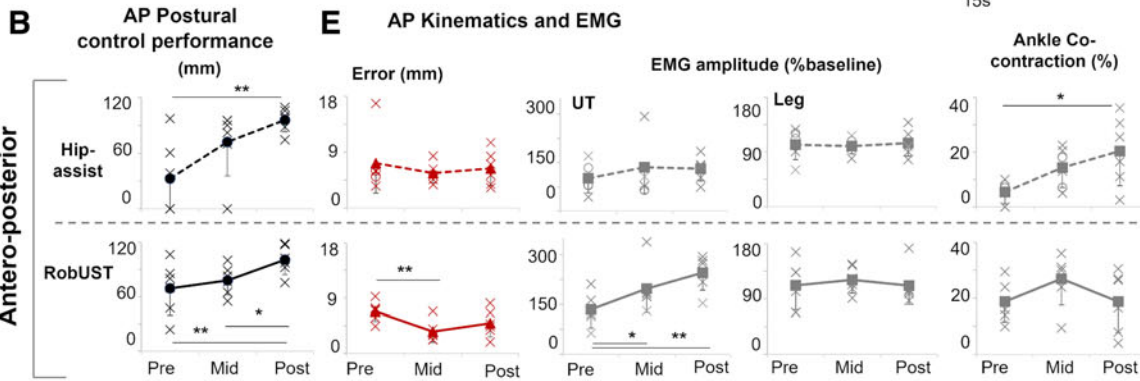 15s
B
AP Postural
control performance
(mm)
E
AP Kinematics and EMG
Error (mm)
EMG amplitude (%baseline)
Ankle Co-
contraction (%)
UT
Leg
Antero-posterior
Hip-
assist
120
60
0
**
18
9
0
300
150
0
180
90
0
40
20
0
*
RobUST
120
60
0
**
*
18
9
0
**
300
150
0
*
**
180
90
0
40
20
0
Pre Mid Post
Pre Mid Post
Pre Mid Post
Pre Mid Post
Pre Mid Post